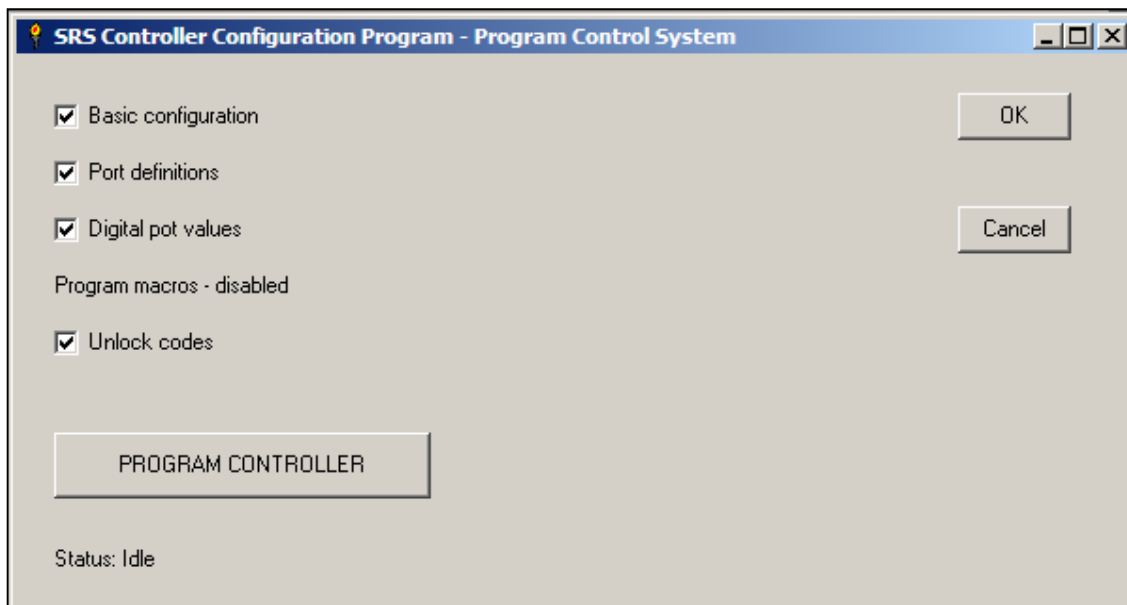 SRS Controller Configuration Program - Program Control System
Basic configuration
OK
Port definitions
Digital pot values
Cancel
Program macros - disabled
Unlock codes
PROGRAM CONTROLLER
Status: Idle